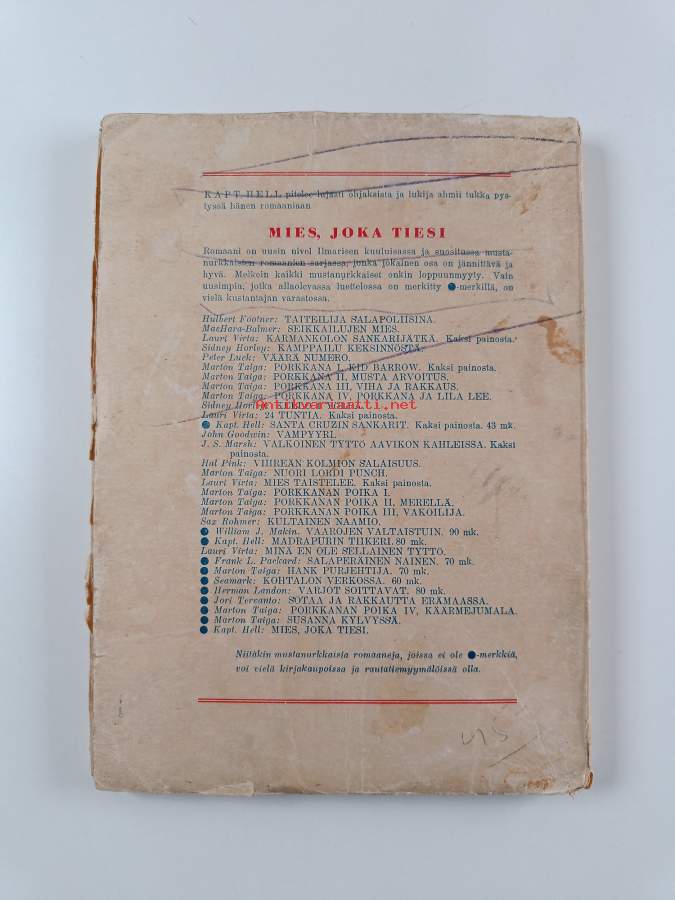 KAPT. HELL pitelee lujasti ohjaksista ja lukija ahmii tukka pys-
tyssä hänen romaaniaan
MIES, JOKA TIESI
Romaani on uusin nivel Ilmarisen kuuluisassa ja suositussa musta-
nurkkaisten romaanien sarjassa, jonka jokainen osa on jännittävä ja
hyvä. Melkein kaikki mustanurkkaiset onkin loppuunmyyty. Vain
uusimpia, jotka allaolevassa luettelossa on merkitty ●-merkillä, on
vielä kustantajan varastossa.
Hulbert Footner: TAITEILIJA SALAPOLIISINA.
MacHara-Balmer: SEIKKAILUJEN MIES.
Lauri Virta: KARMANKOLON SANKARIJÄTKÄ. Kaksi painosta.
Sidney Horley: KAMPPAILU KEKSINNÖSTÄ.
Peter Luck: VÄÄRÄ NUMERO.
Marton Taiga: PORKKANA I, KID BARROW. Kaksi painosta.
Marton Taiga: PORKKANA II, MUSTA ARVOITUS.
Marton Taiga: PORKKANA III, VIHA JA RAKKAUS.
Marton Taiga: PORKKANA IV, PORKKANA JA LILA LEE.
Sidney
Antikvariaatti.net
Lauri Virta: 24 TUNTIA. Kaksi painosta.
● Kapt. Hell: SANTA CRUZIN SANKARIT. Kaksi painosta. 43 mk.
John Goodwin: VAMPYYRI.
J. S. Marsh: VALKOINEN TYTTÖ AAVIKON KAHLEISSA. Kaksi
painosta.
Hal Pink: VIHREÄN KOLMION SALAISUUS.
Marton Taiga: NUORI LORDI PUNCH.
Lauri Virta: MIES TAISTELEE. Kaksi painosta.
Marton Taiga: PORKKANAN POIKA I.
Marton Taiga: PORKKANAN POIKA II, MERELLÄ.
Marton Taiga: PORKKANAN POIKA III, VAKOILIJA.
Sax Rohmer: KULTAINEN NAAMIO.
● William J. Makin. VAAROJEN VALTAISTUIN. 90 mk.
● Kapt. Hell: MADRAPURIN TIIKERI. 80 mk.
Lauri Virta: MINÄ EN OLE SELLAINEN TYTTÖ.
● Frank L. Packard: SALAPERÄINEN NAINEN. 70 mk.
● Marton Taiga: HANK PURJEHTIJA. 70 mk.
● Seamark: KOHTALON VERKOSSA. 60 mk.
● Herman Landon: VARJOT SOITTAVAT. 80 mk.
● Jori Tervanto: SOTAA JA RAKKAUTTA ERÄMAASSA.
● Marton Taiga: PORKKANAN POIKA IV, KÄÄRMEJUMALA.
● Marton Taiga: SUSANNA KYLVYSSÄ.
● Kapt. Hell: MIES, JOKA TIESI.
Niitäkin mustanurkkaisia romaaneja, joissa ei ole ●-merkkiä,
voi vielä kirjakaupoissa ja rautatiemyymälöissä olla.